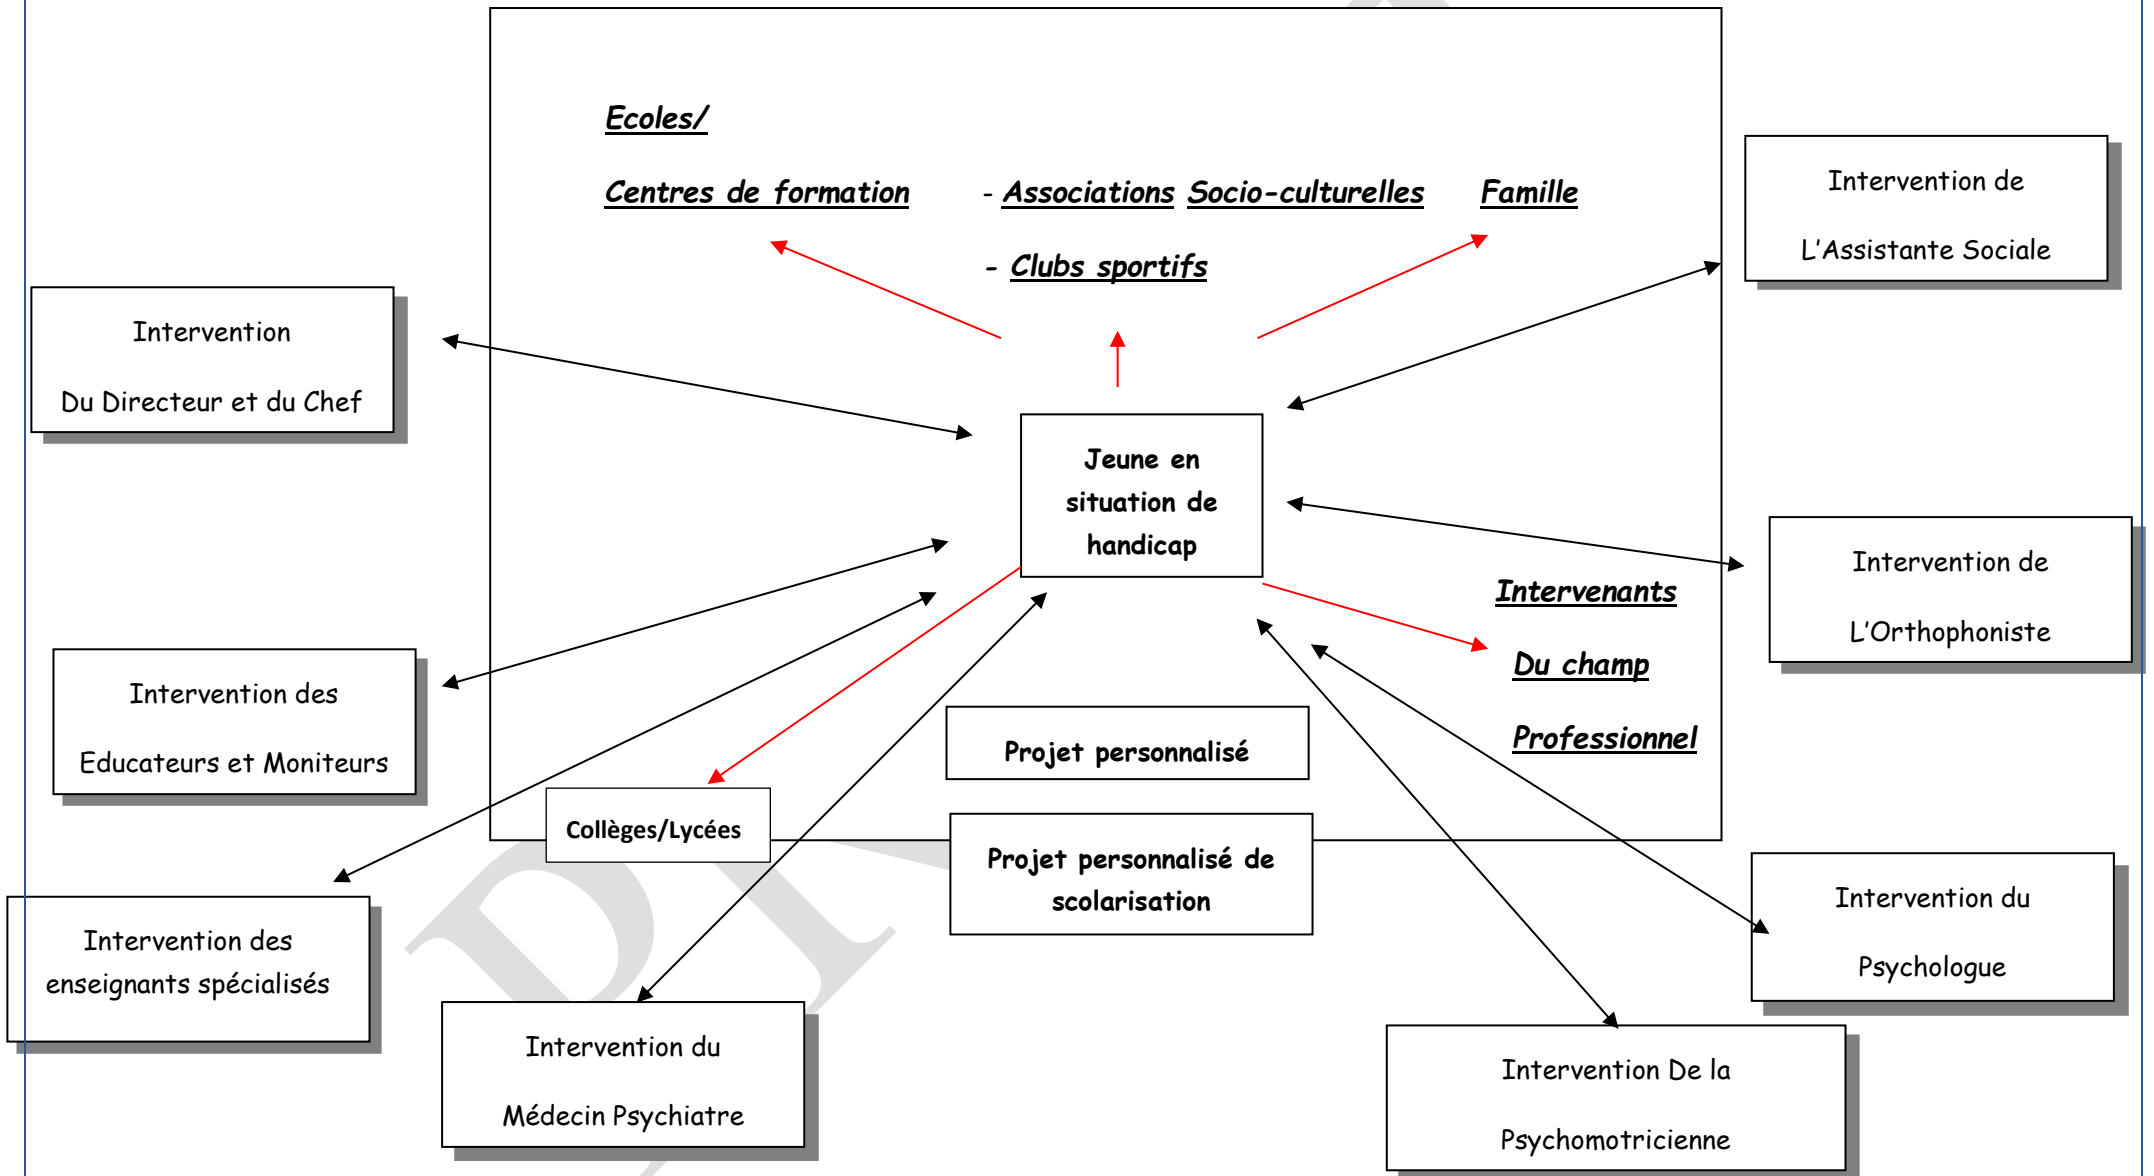 Ecoles/
Centres de formation - Associations Socio-culturelles Famille
- Clubs sportifs
Intervention de
L'Assistante Sociale
Intervention
Du Directeur et du Chef
Jeune en
situation de
handicap
Intervention de
L'Orthophoniste
Intervenants
Du champ
Professionnel
Intervention des
Educateurs et Moniteurs
Projet personnalisé
Collèges/Lycées
Projet personnalisé de
scolarisation
Intervention du
Psychologue
Intervention des
enseignants spécialisés
Intervention du
Médecin Psychiatre
Intervention De la
Psychomotricienne